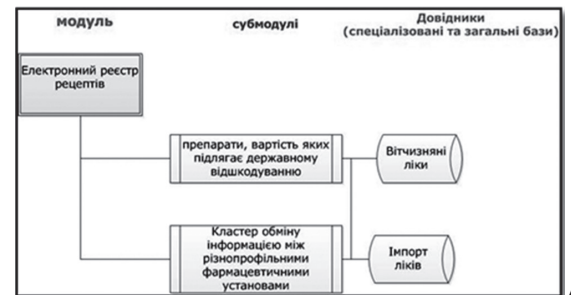 модуль
субмодулі
Довідники
(спеціалізовані та загальні бази)
Електронний реєстр
рецептів
препарати, вартість яких
підлягає державному
відшкодуванню
Вітчизняні
ліки
Кластер обміну
інформацією між
різнопрофільними
фармацевтичними
установами
Імпорт
ліків